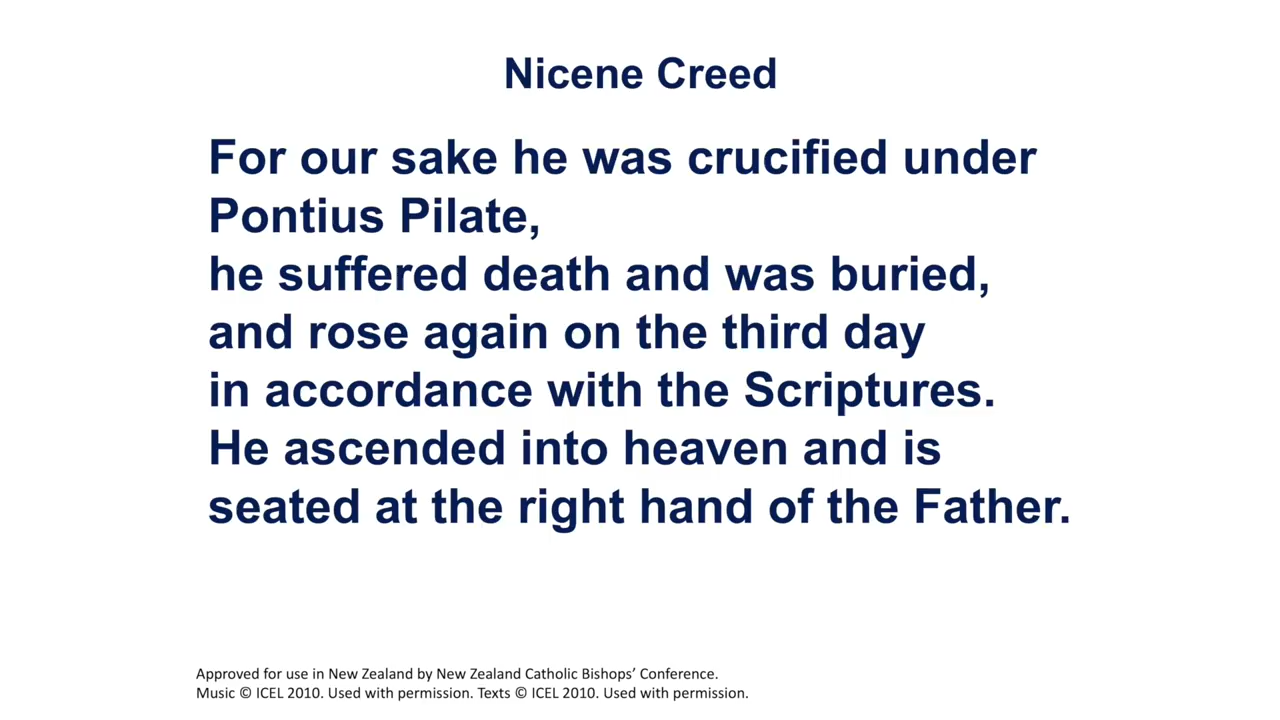 Nicene Creed
For our sake he was crucified under
Pontius Pilate,
he suffered death and was buried,
and rose again on the third day
in accordance with the Scriptures.
He ascended into heaven and is
seated at the right hand of the Father.
Approved for use in New Zealand by New Zealand Catholic Bishops’ Conference.
Music © ICEL 2010. Used with permission. Texts © ICEL 2010. Used with permission.